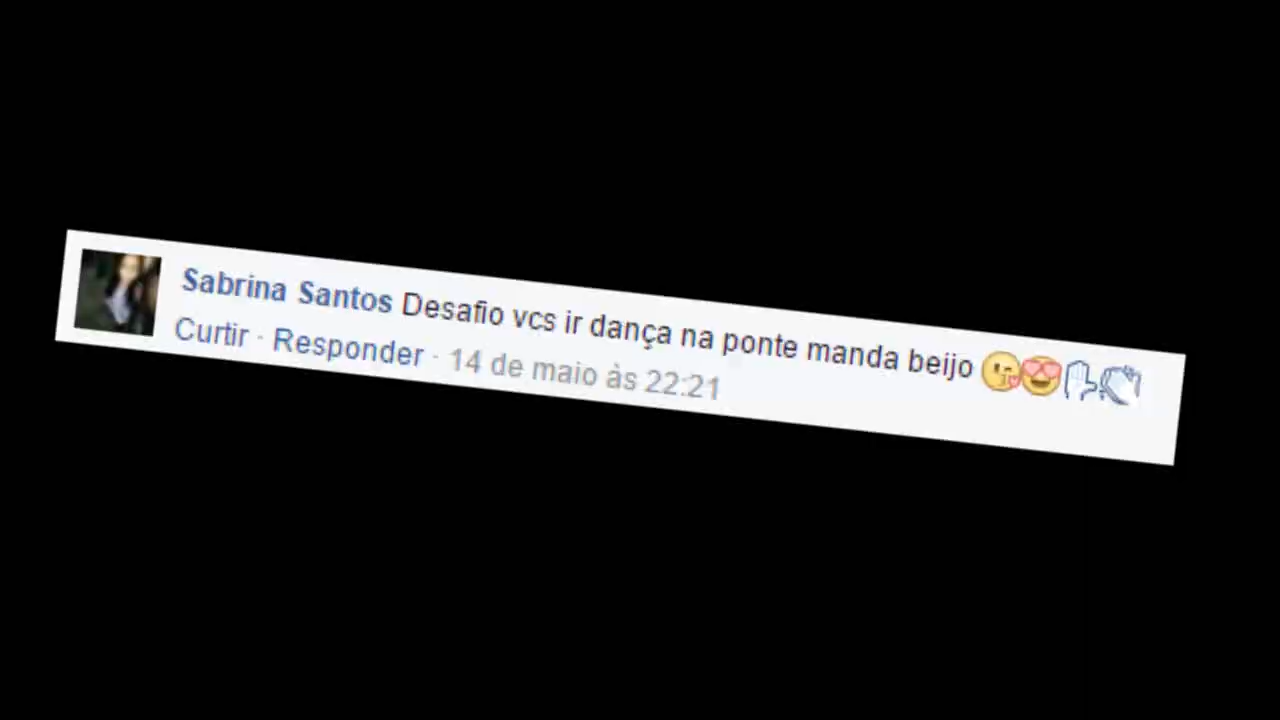 Sabrina Santos Desafio vcs ir dança na ponte manda beijo 😘😍✋👏
Curtir · Responder · 14 de maio às 22:21